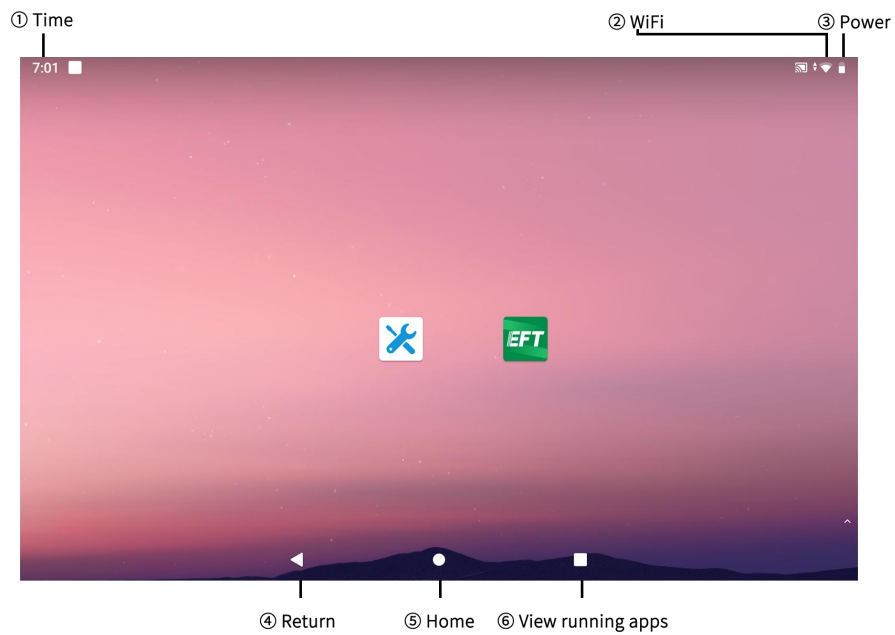 ① Time
② WiFi
③ Power
7:01
EFT
④ Return
⑤ Home
⑥ View running apps